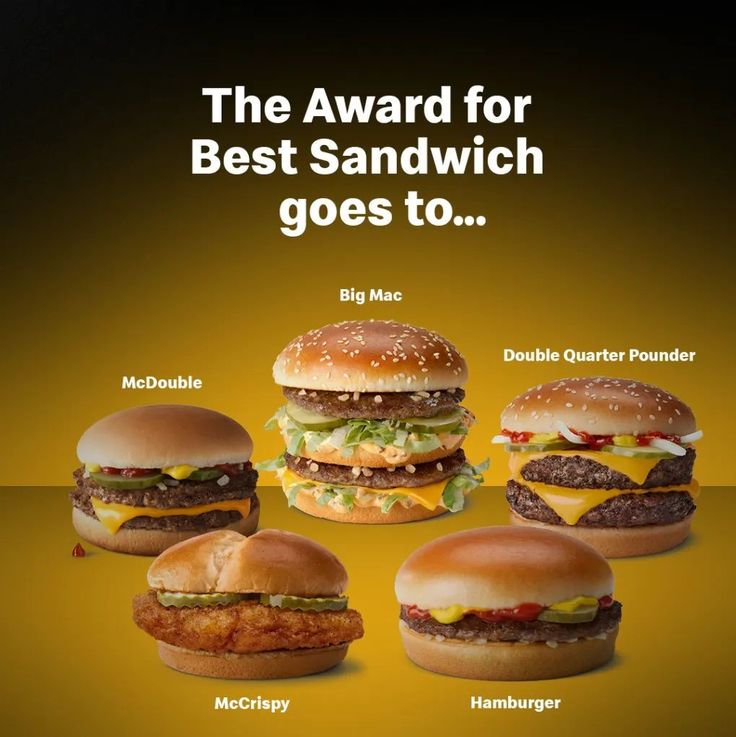 The Award for
Best Sandwich
goes to...
Big Mac
Double Quarter Pounder
McDouble
McCrispy
Hamburger